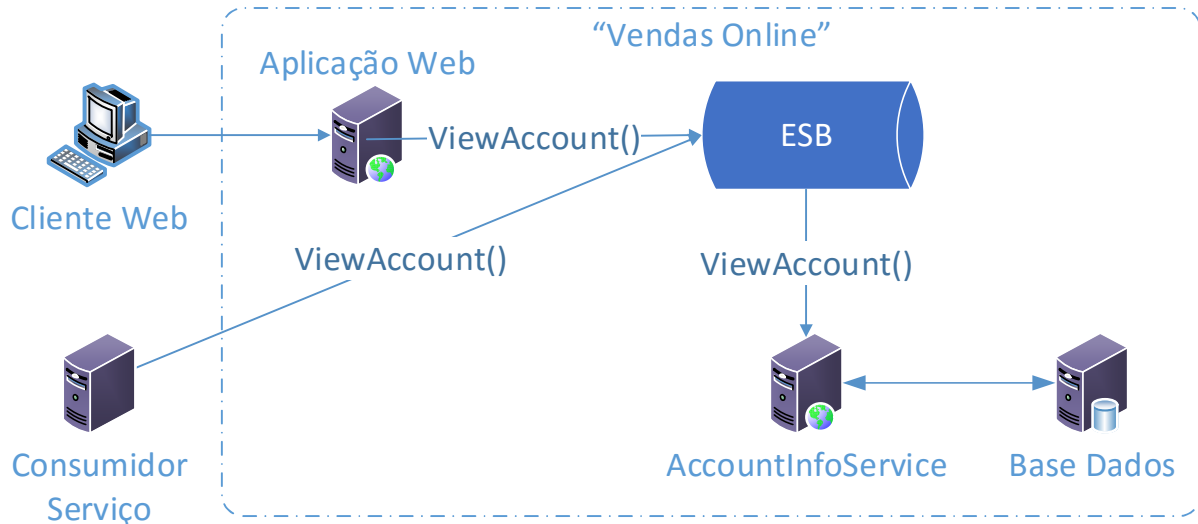 “Vendas Online”
Aplicação Web
ViewAccount()
ESB
Cliente Web
ViewAccount()
ViewAccount()
Consumidor
Serviço
AccountInfoService
Base Dados